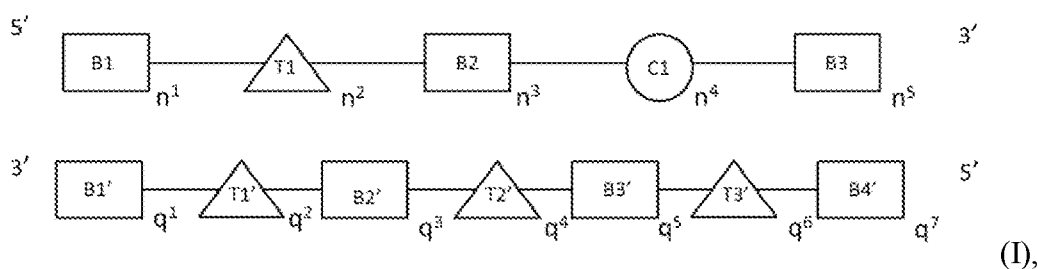 5′ 3′
B1 T1 B2 C1 B3
n¹ n² n³ n⁴ n⁵
3′ 5′
B1′ T1′ B2′ T2′ B3′ T3′ B4′
q¹ q² q³ q⁴ q⁵ q⁶ q⁷
(I),